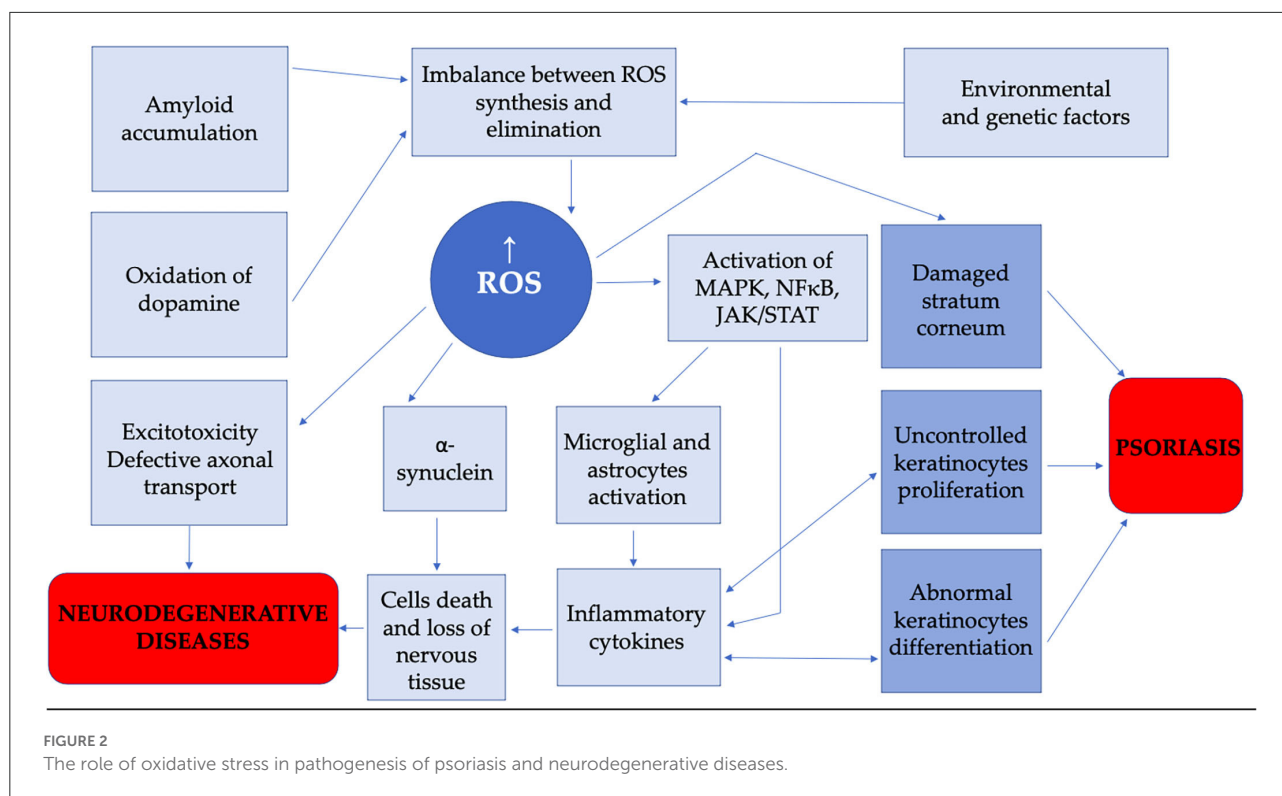 Amyloid
accumulation
Imbalance between ROS
synthesis and
elimination
Environmental
and genetic factors
Oxidation of
dopamine
↑
ROS
Activation of
MAPK, NFκB,
JAK/STAT
Damaged
stratum
corneum
Excitotoxicity
Defective axonal
transport
α-
synuclein
Microglial and
astrocytes
activation
Uncontrolled
keratinocytes
proliferation
PSORIASIS
NEURODEGENERATIVE
DISEASES
Cells death
and loss of
nervous
tissue
Inflammatory
cytokines
Abnormal
keratinocytes
differentiation
FIGURE 2
The role of oxidative stress in pathogenesis of psoriasis and neurodegenerative diseases.